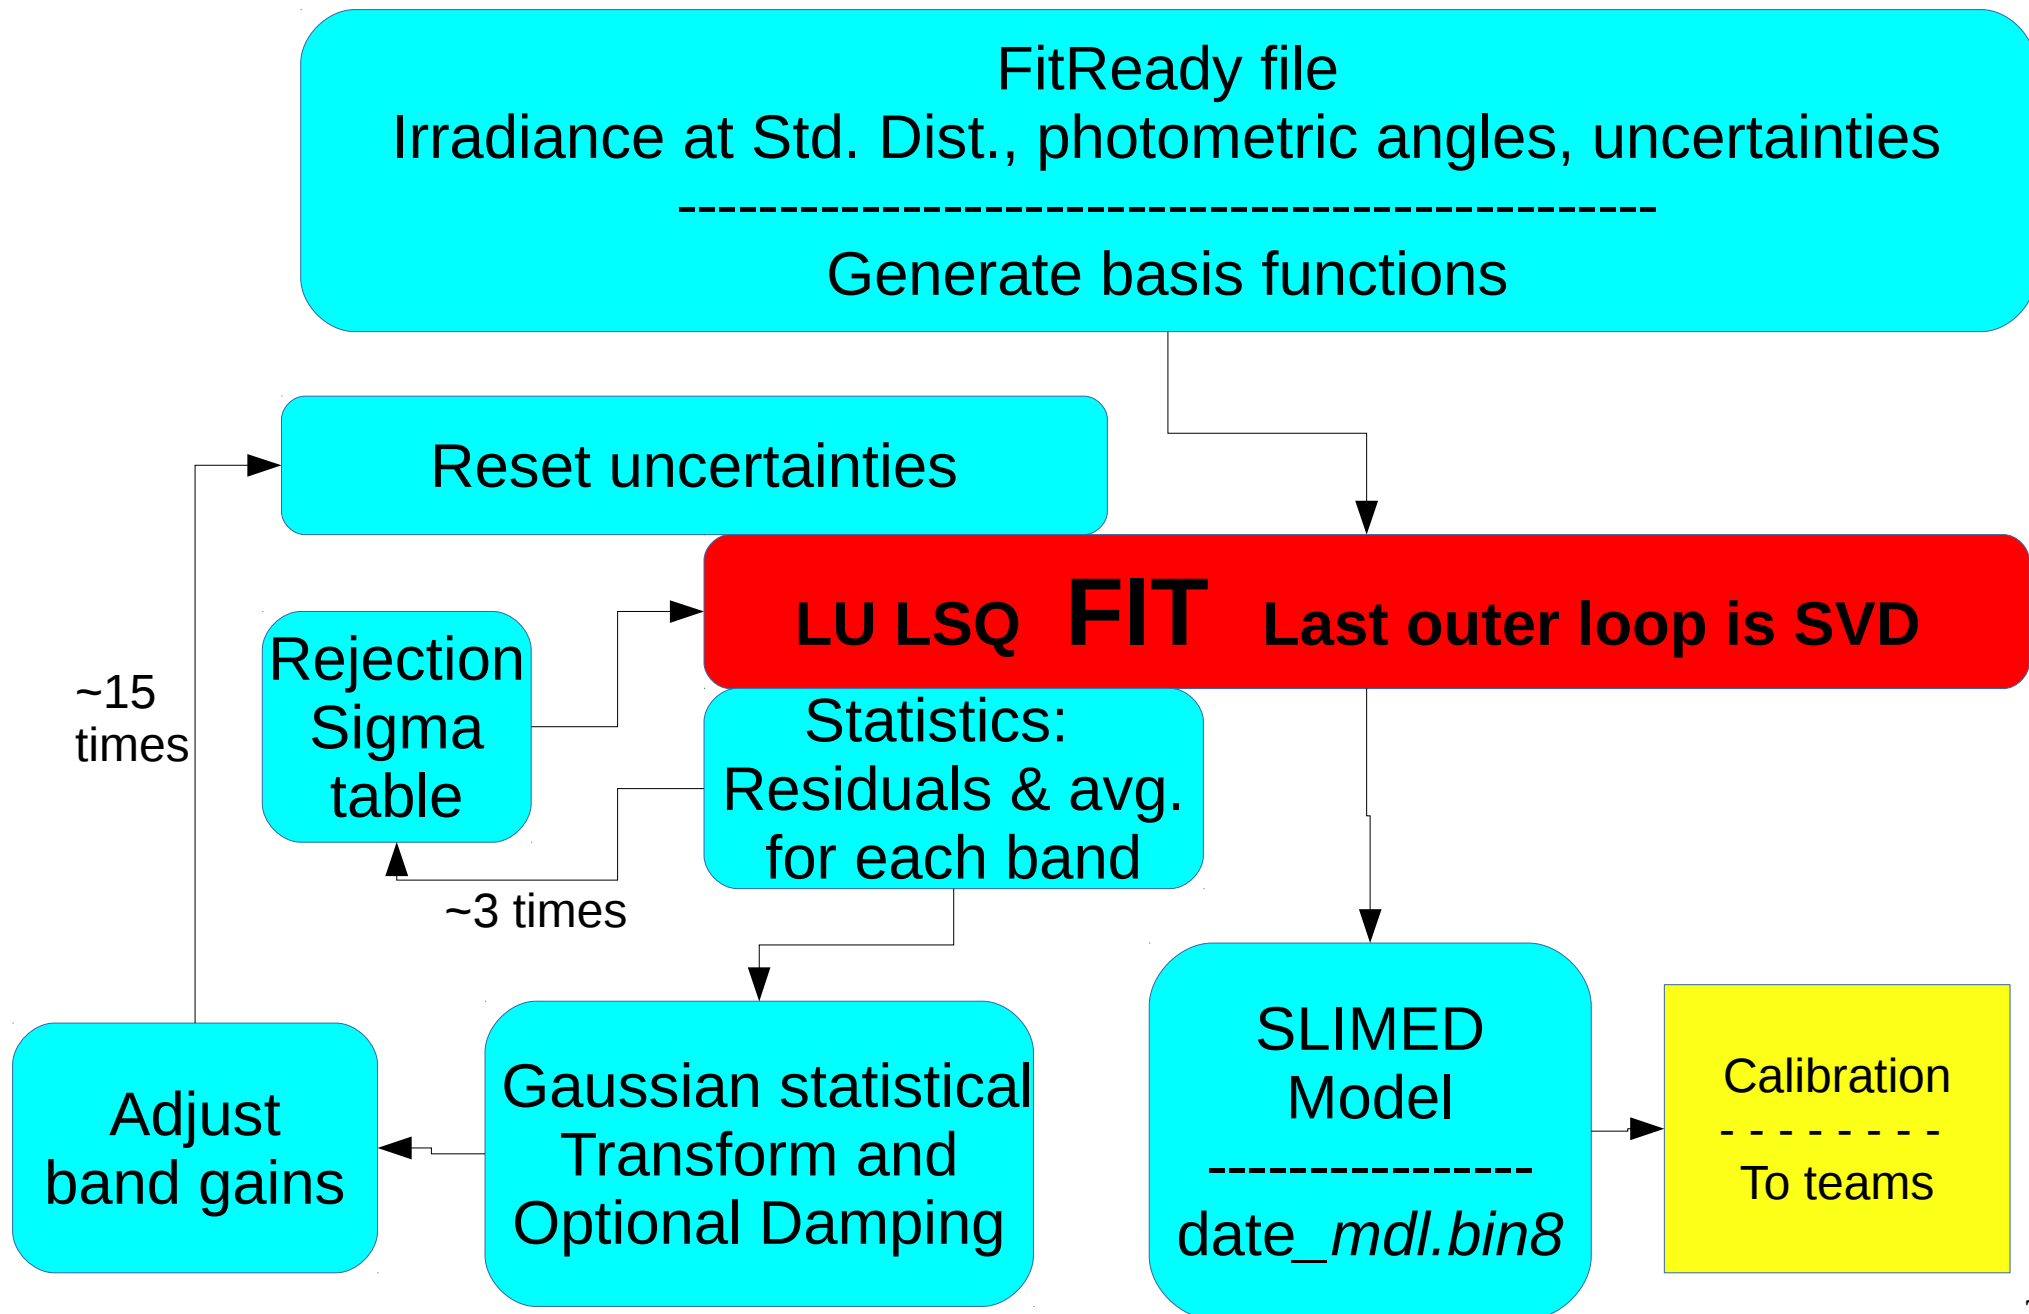 FitReady file
Irradiance at Std. Dist., photometric angles, uncertainties
------------------------------------------------
Generate basis functions
Reset uncertainties
LU LSQ FIT Last outer loop is SVD
Rejection
Sigma
table
~15
times
Statistics:
Residuals & avg.
for each band
~3 times
Adjust
band gains
Gaussian statistical
Transform and
Optional Damping
SLIMED
Model
----------------
date_mdl.bin8
Calibration
- - - - - - - -
To teams